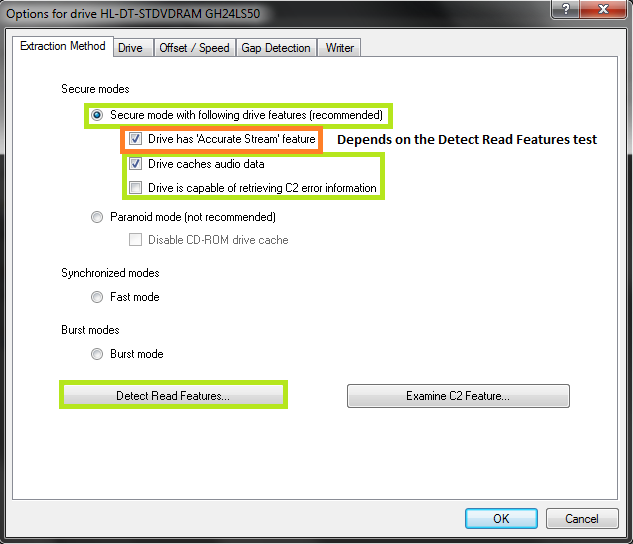 Options for drive HL-DT-STDVDRAM GH24LS50
?
X
Extraction Method
Drive
Offset / Speed
Gap Detection
Writer
Secure modes
Secure mode with following drive features (recommended)
Drive has 'Accurate Stream' feature
Depends on the Detect Read Features test
Drive caches audio data
Drive is capable of retrieving C2 error information
Paranoid mode (not recommended)
Disable CD-ROM drive cache
Synchronized modes
Fast mode
Burst modes
Burst mode
Detect Read Features...
Examine C2 Feature...
OK
Cancel